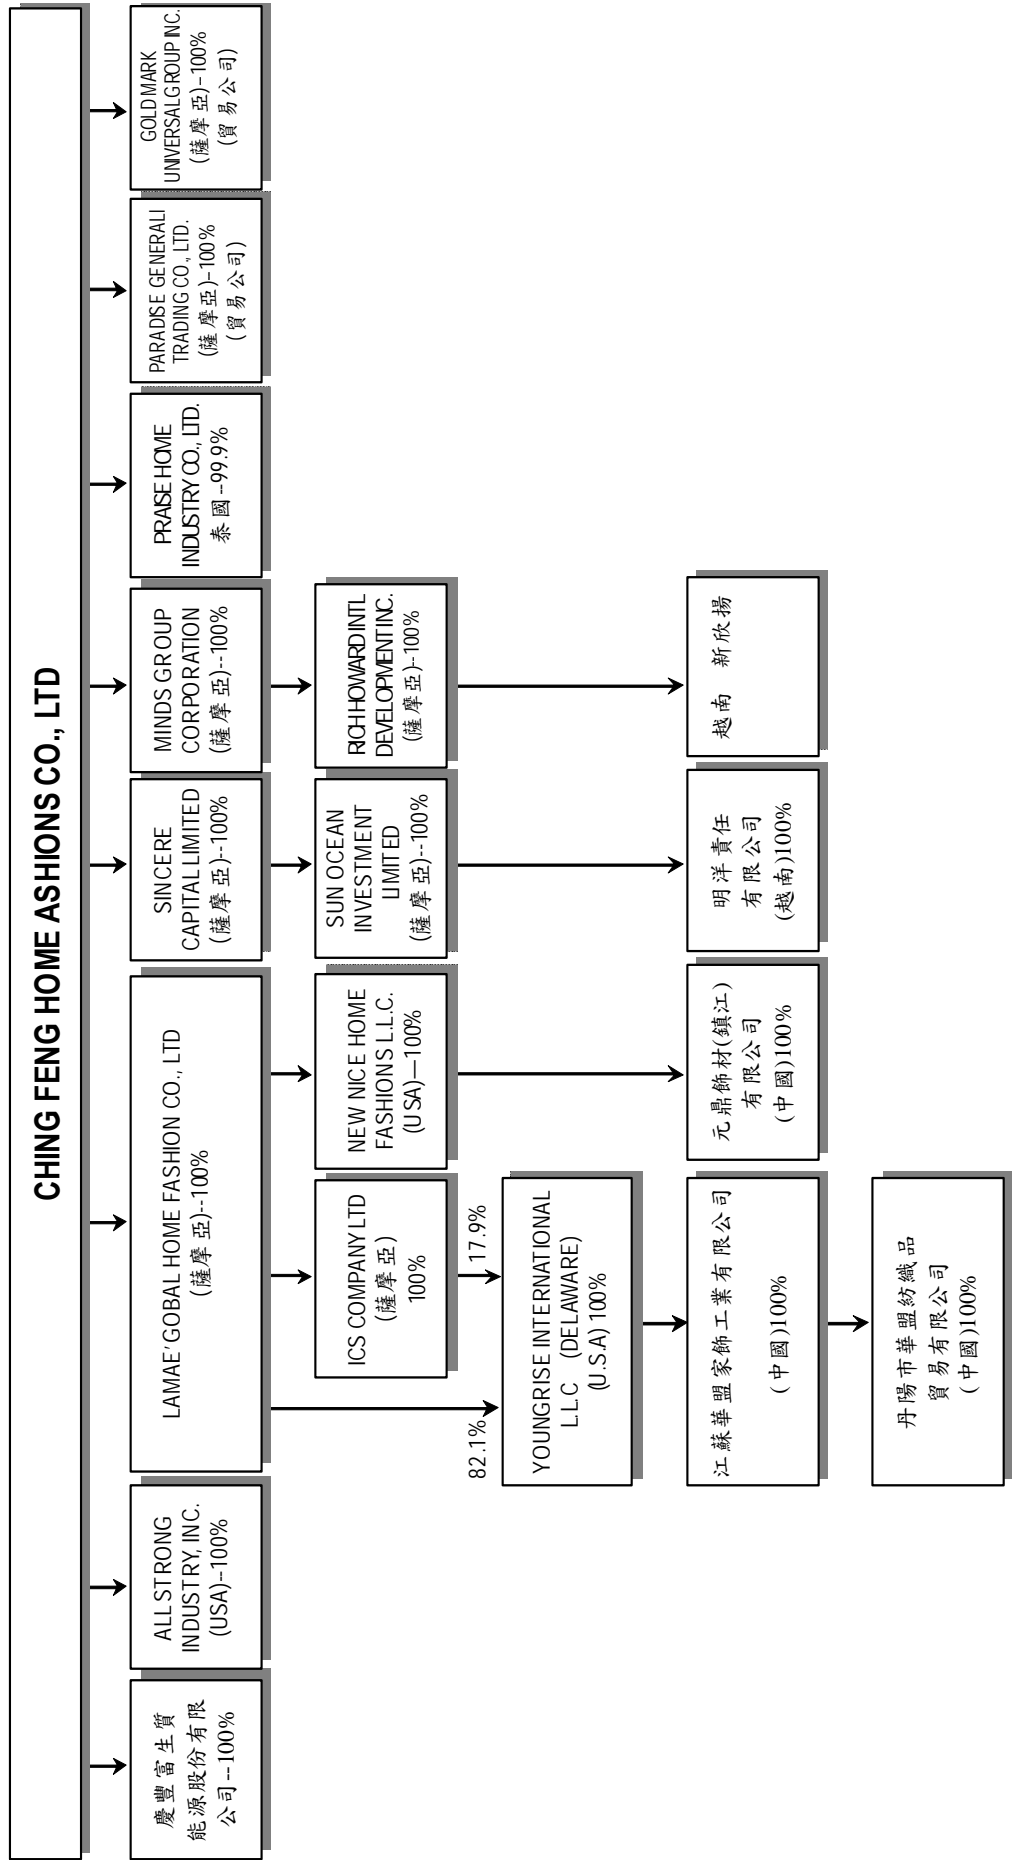 CHING FENG HOME ASHIONS CO., LTD
慶豐富生質
能源股份有限
公司--100%
ALL STRONG
INDUSTRY, INC.
(USA)--100%
LAMAE' GOBAL HOME FASHION CO., LTD
(薩摩亞)--100%
SINCERE
CAPITAL LIMITED
(薩摩亞)--100%
MINDS GROUP
CORPORATION
(薩摩亞)--100%
PRAISE HOME
INDUSTRY CO., LTD.
泰國--99.9%
PARADISE GENERALI
TRADING CO., LTD.
(薩摩亞)--100%
(貿易公司)
GOLDMARK
UNIVERSAL GROUP INC.
(薩摩亞)--100%
(貿易公司)
ICS COMPANY LTD
(薩摩亞)
100%
NEW NICE HOME
FASHIONS L.L.C.
(USA)—100%
SUN OCEAN
INVESTMENT
LIMITED
(薩摩亞)--100%
RICH HOWARD INTL
DEVELOPMENT INC.
(薩摩亞)--100%
82.1%
17.9%
YOUNGRISE INTERNATIONAL
L.L.C (DELAWARE)
(U.S.A) 100%
江蘇華盟家飾工業有限公司
(中國)100%
元鼎飾材(鎮江)
有限公司
(中國)100%
明洋責任
有限公司
(越南)100%
越南 新欣揚
丹陽市華盟紡織品
貿易有限公司
(中國)100%